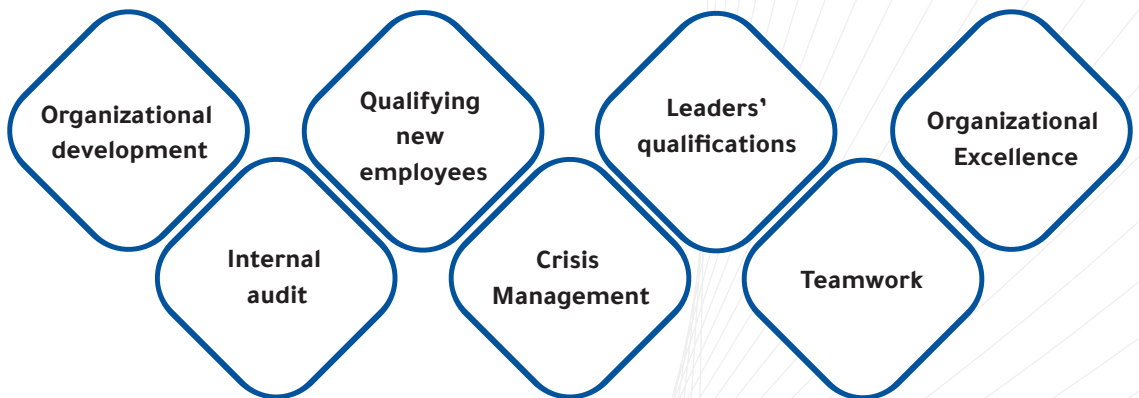 Organizational
development
Internal
audit
Qualifying
new
employees
Crisis
Management
Leaders’
qualifications
Teamwork
Organizational
Excellence